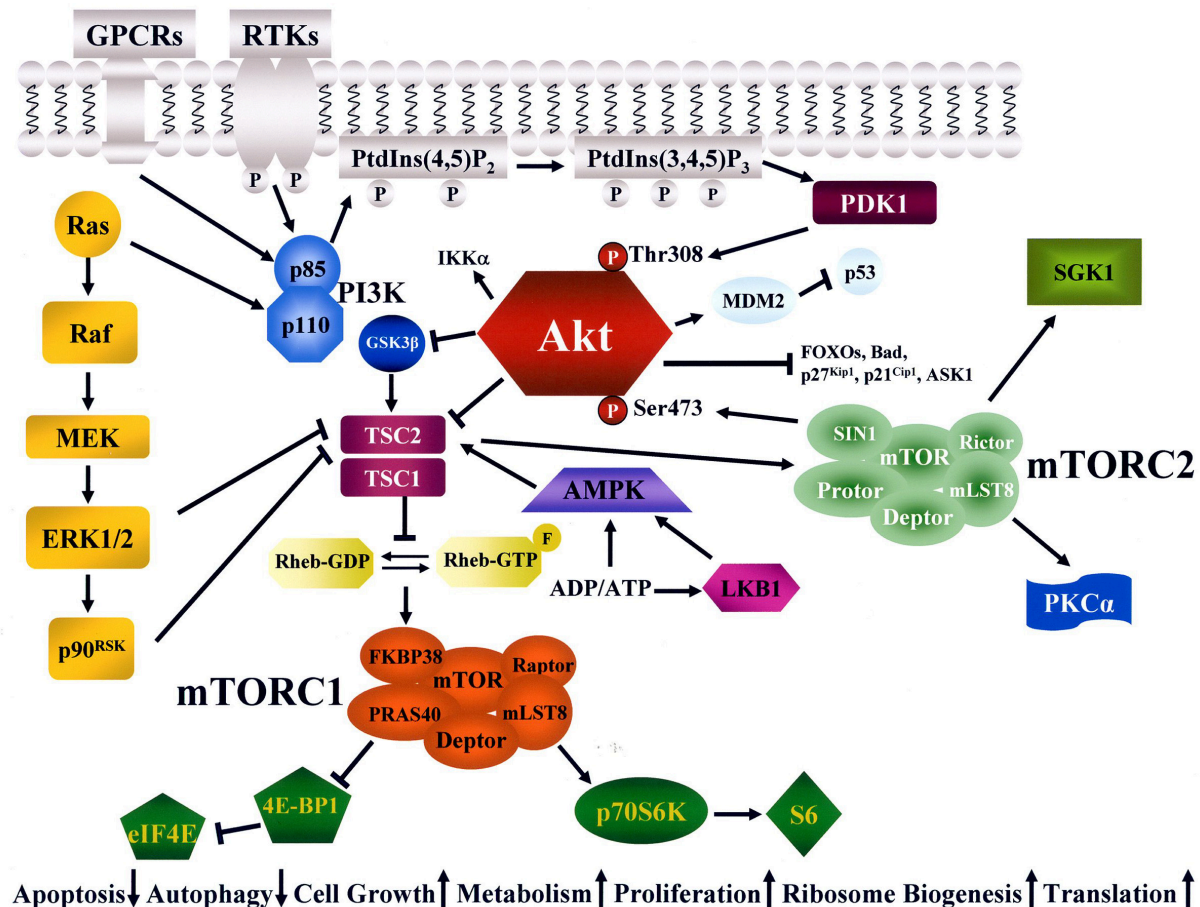 GPCRs
RTKs
PtdIns(4,5)P2
PtdIns(3,4,5)P3
P
P
P
P
P
P
P
PDK1
Ras
p85
PI3K
p110
IKKα
P
Thr308
MDM2
p53
SGK1
Raf
GSK3β
Akt
FOXOs, Bad,
p27Kip1, p21Cip1, ASK1
P
Ser473
MEK
TSC2
TSC1
SIN1
mTOR
Rictor
Protor
mLST8
Deptor
mTORC2
AMPK
ERK1/2
Rheb-GDP
Rheb-GTP
F
ADP/ATP
LKB1
PKCα
p90RSK
FKBP38
mTOR
Raptor
mTORC1
PRAS40
mLST8
Deptor
4E-BP1
eIF4E
p70S6K
S6
Apoptosis↓ Autophagy↓ Cell Growth↑ Metabolism↑ Proliferation↑ Ribosome Biogenesis↑ Translation↑